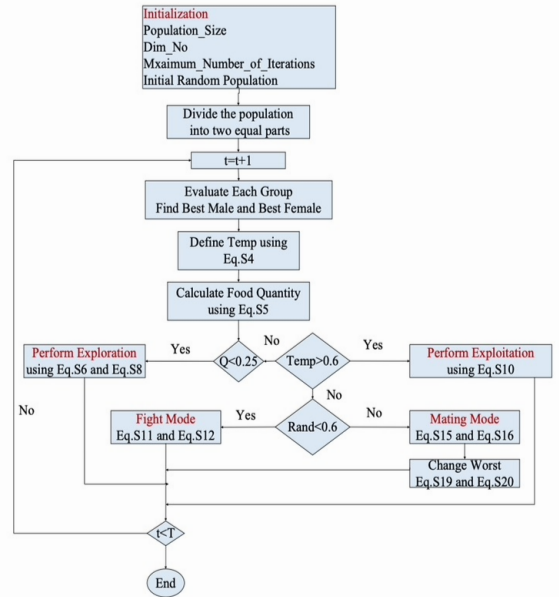 Initialization
Population_Size
Dim_No
Mxaimum_Number_of_Iterations
Initial Random Population
Divide the population
into two equal parts
t=t+1
Evaluate Each Group
Find Best Male and Best Female
Define Temp using
Eq.S4
Calculate Food Quantity
using Eq.S5
Yes
Q<0.25
No
Temp>0.6
Yes
Perform Exploration
using Eq.S6 and Eq.S8
Perform Exploitation
using Eq.S10
No
No
Fight Mode
Eq.S11 and Eq.S12
Yes
Rand<0.6
No
Mating Mode
Eq.S15 and Eq.S16
Change Worst
Eq.S19 and Eq.S20
t<T
End